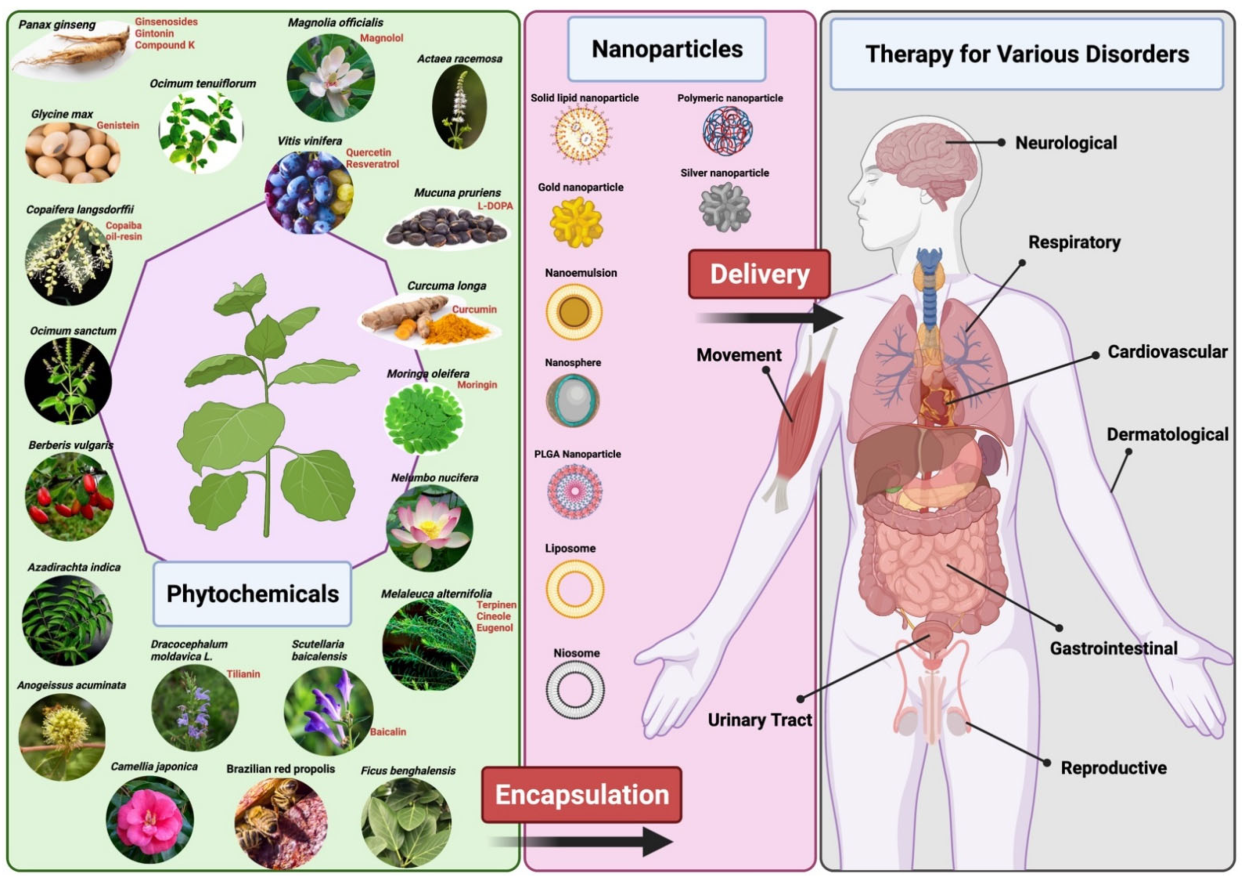 Panax ginseng
Ginsenosides
Gintonin
Compound K
Magnolia officialis
Magnolol
Actaea racemosa
Ocimum tenuiflorum
Glycine max
Genistein
Vitis vinifera
Quercetin
Resveratrol
Mucuna pruriens
L-DOPA
Copaifera langsdorffii
Copaiba
oil-resin
Curcuma longa
Curcumin
Ocimum sanctum
Moringa oleifera
Moringin
Berberis vulgaris
Nelumbo nucifera
Azadirachta indica
Phytochemicals
Melaleuca alternifolia
Terpinen
Cineole
Eugenol
Dracocephalum
moldavica L.
Tilianin
Scutellaria
baicalensis
Baicalin
Anogeissus acuminata
Camellia japonica
Brazilian red propolis
Ficus benghalensis
Encapsulation
Nanoparticles
Solid lipid nanoparticle
Polymeric nanoparticle
Gold nanoparticle
Silver nanoparticle
Nanoemulsion
Nanosphere
PLGA Nanoparticle
Liposome
Niosome
Delivery
Therapy for Various Disorders
Neurological
Respiratory
Cardiovascular
Movement
Dermatological
Gastrointestinal
Urinary Tract
Reproductive